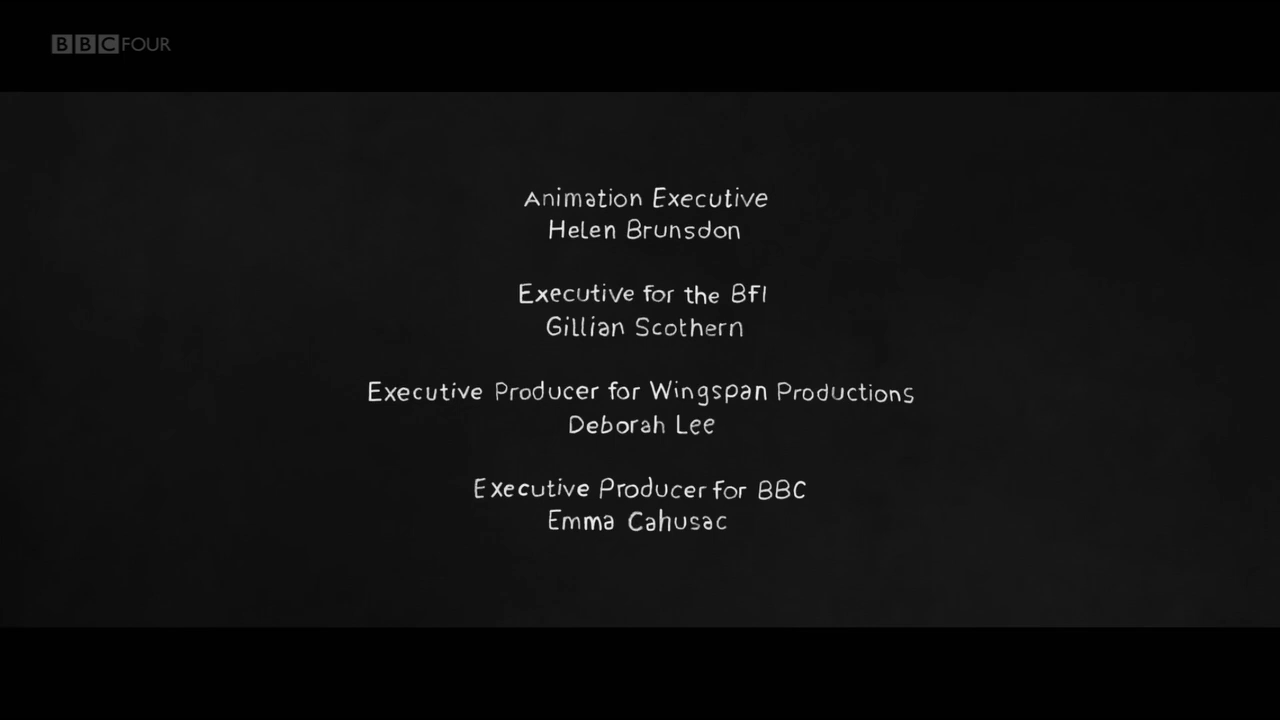 BBC FOUR
Animation Executive
Helen Brunsdon
Executive for the BFI
Gillian Scothern
Executive Producer for Wingspan Productions
Deborah Lee
Executive Producer for BBC
Emma Cahusac